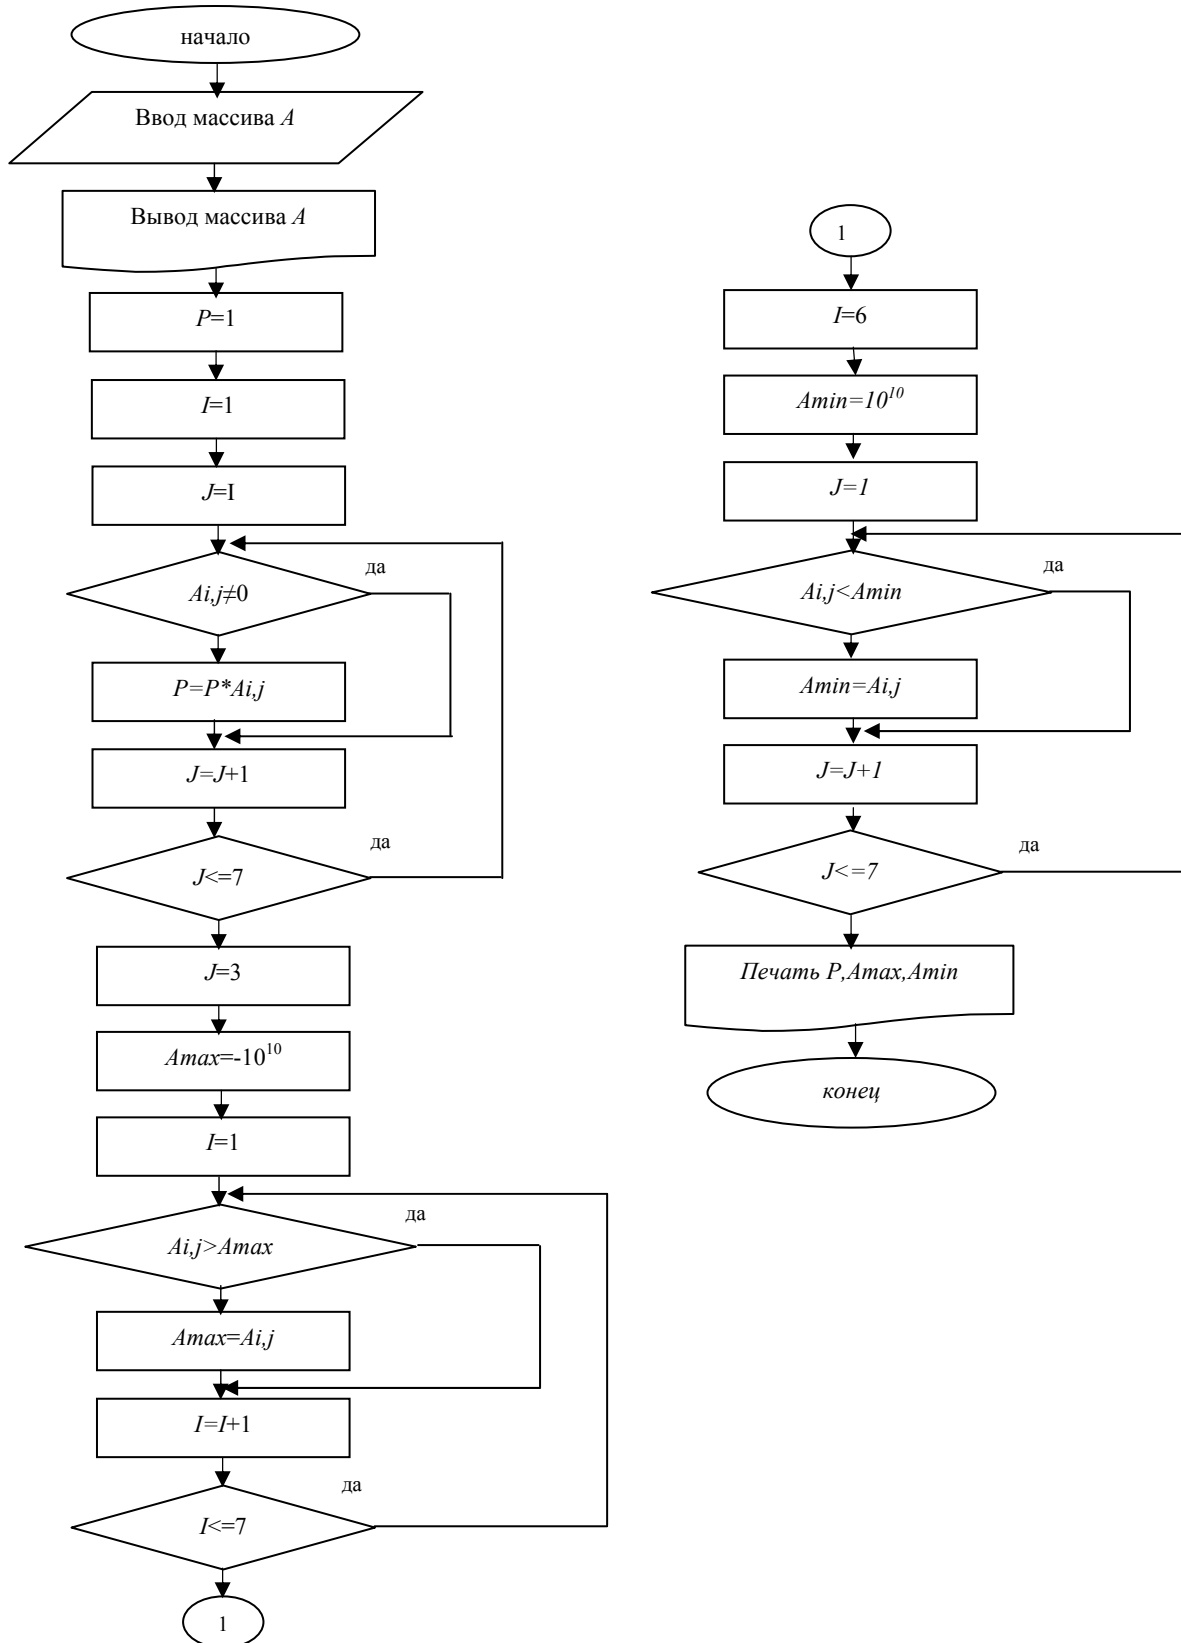 начало
Ввод массива A
Вывод массива A
P=1
I=1
J=I
Ai,j≠0
да
P=P*Ai,j
J=J+1
J<=7
да
J=3
Amax=-10^10
I=1
Ai,j>Amax
да
Amax=Ai,j
I=I+1
I<=7
да
1
1
I=6
Amin=10^10
J=1
Ai,j<Amin
да
Amin=Ai,j
J=J+1
J<=7
да
Печать P,Amax,Amin
конец